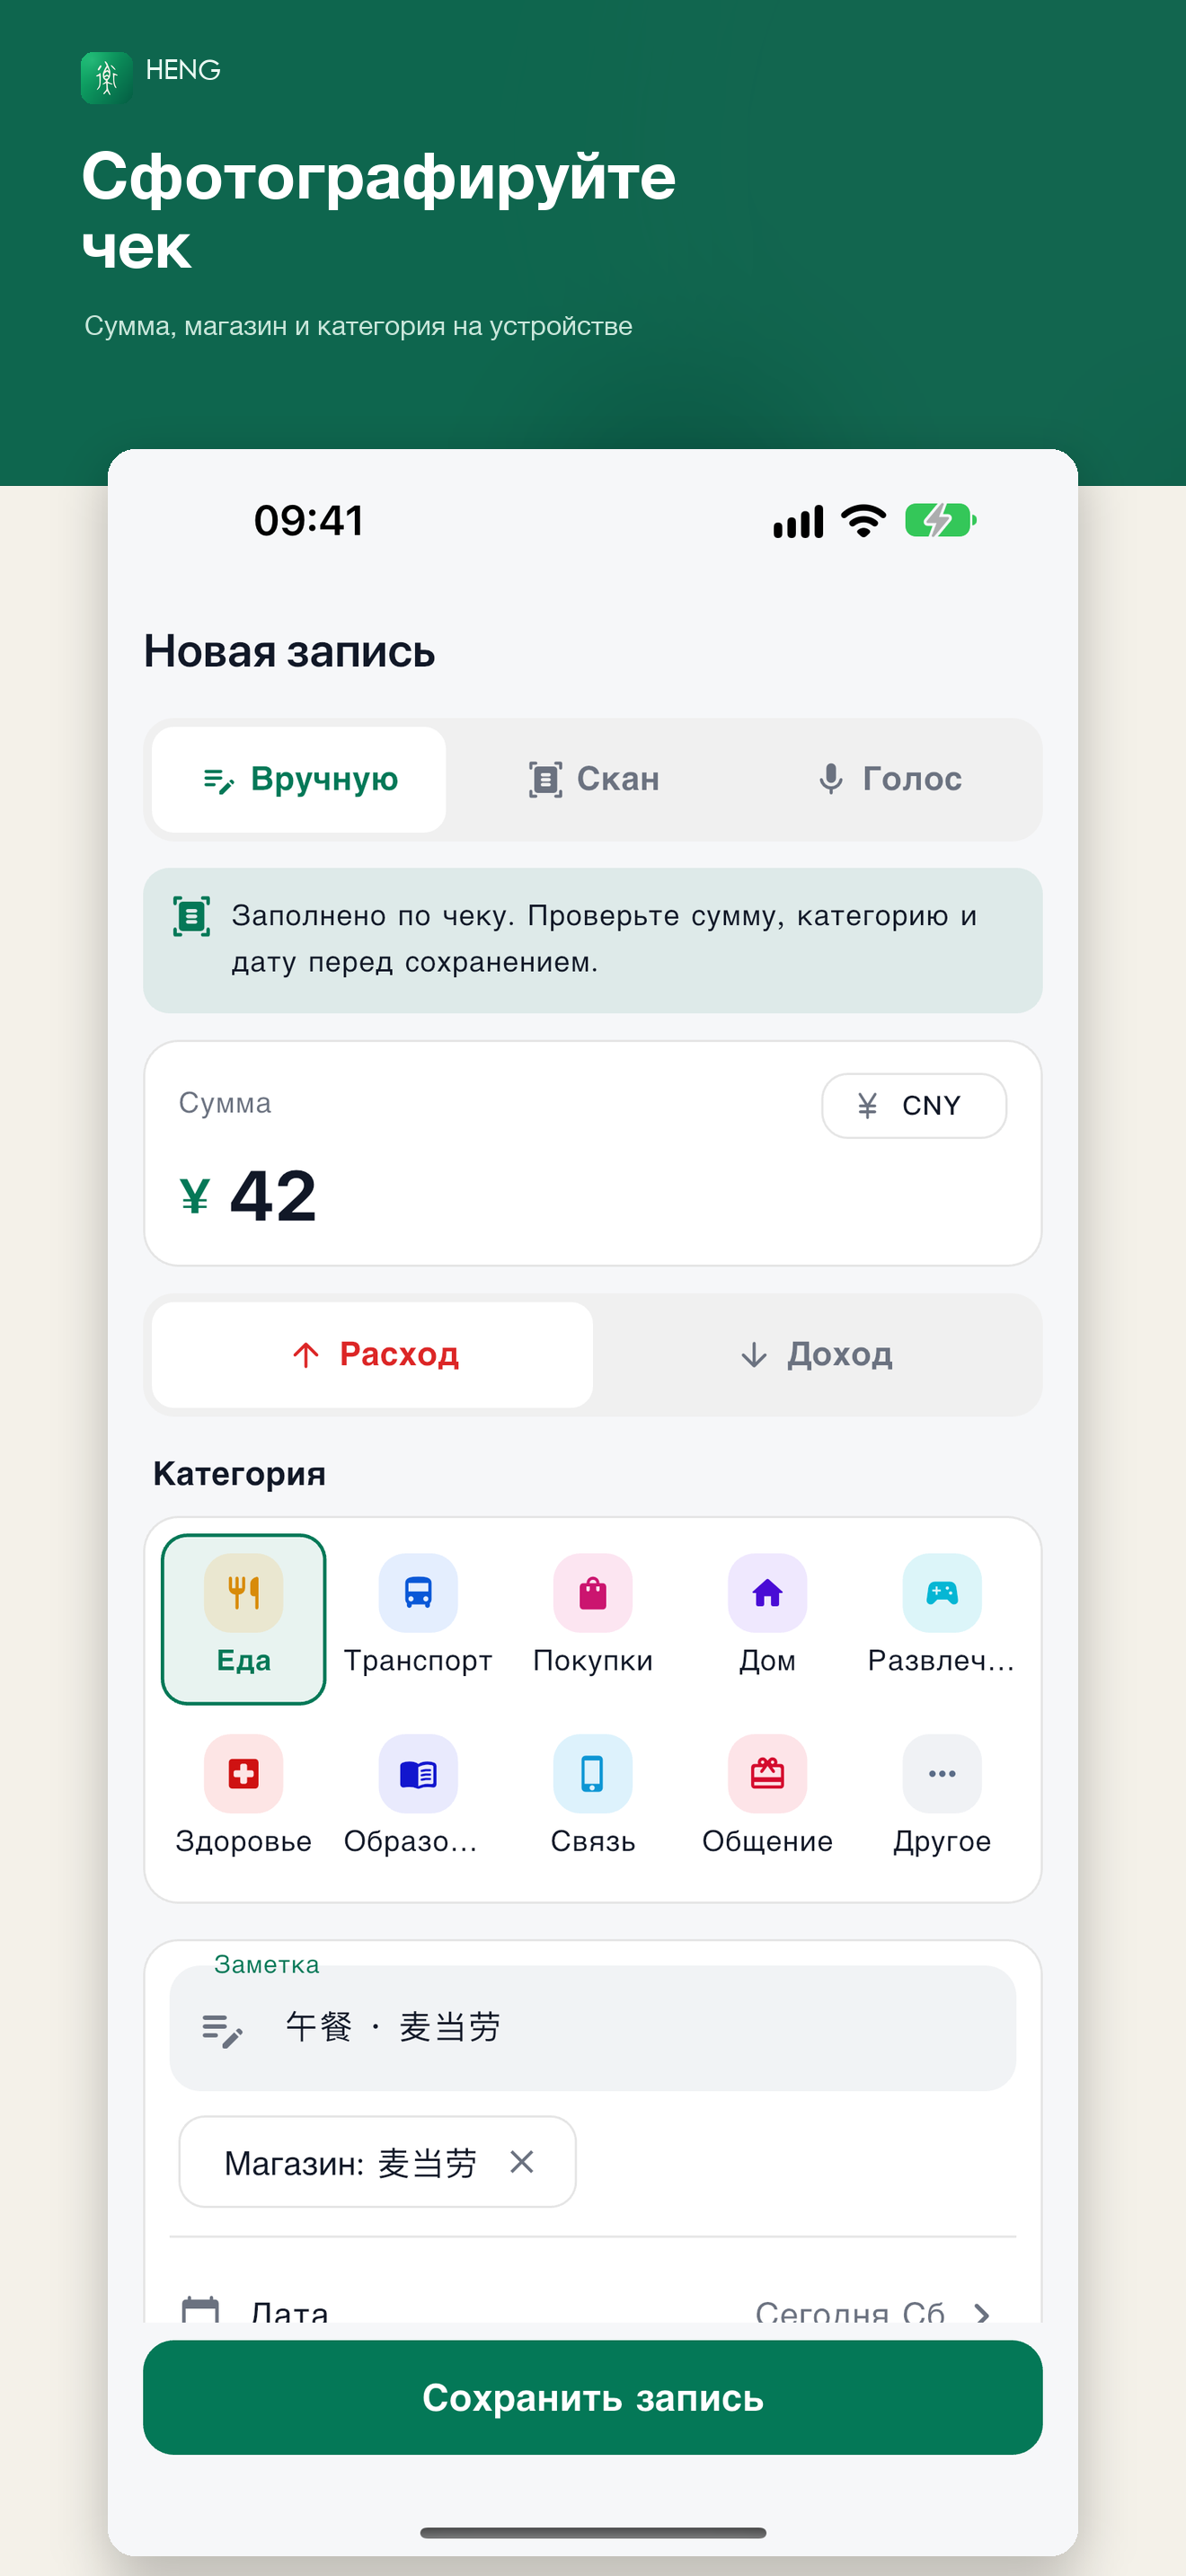 HENG
Сфотографируйте
чек
Сумма, магазин и категория на устройстве
09:41
Новая запись
Вручную
Скан
Голос
Заполнено по чеку. Проверьте сумму, категорию и
дату перед сохранением.
Сумма
¥ CNY
¥ 42
Расход
Доход
Категория
Еда
Транспорт
Покупки
Дом
Развлеч...
Здоровье
Образо...
Связь
Общение
Другое
Заметка
午餐 · 麦当劳
Магазин: 麦当劳
Дата
Сегодня Сб
Сохранить запись